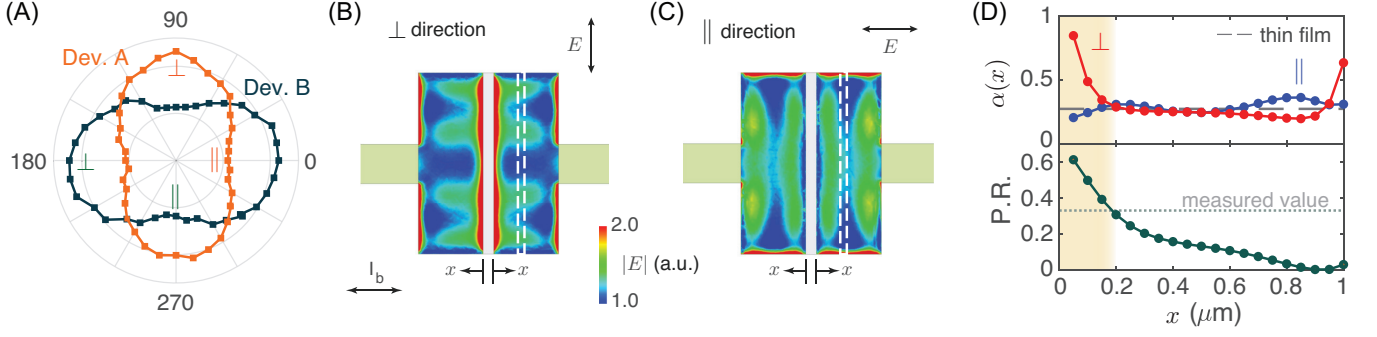 (A)
90
Dev. A
⊥
Dev. B
180
⊥
∥
0
∥
270
(B)
⊥ direction
E
I_b
x
x
2.0
|E| (a.u.)
1.0
(C)
∥ direction
E
x
x
(D)
1
⊥
thin film
α(x)
0.5
∥
0
0.6
P.R.
0.4
measured value
0.2
0
0
0.2
0.4
0.6
0.8
1
x (μm)